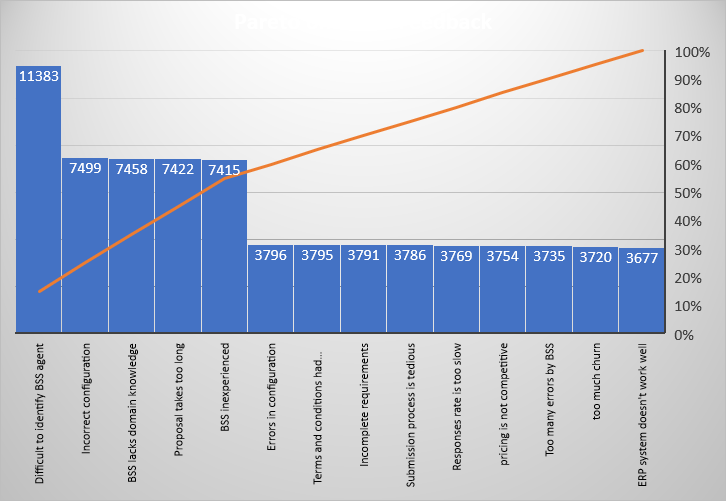 11383
7499
7458
7422
7415
3796
3795
3791
3786
3769
3754
3735
3720
3677
100%
90%
80%
70%
60%
50%
40%
30%
20%
10%
0%
Difficult to identify BSS agent
Incorrect configuration
BSS lacks domain knowledge
Proposal takes too long
BSS inexperienced
Errors in configuration
Terms and conditions had...
Incomplete requirements
Submission process is tedious
Responses rate is too slow
pricing is not competitive
Too many errors by BSS
too much churn
ERP system doesn't work well